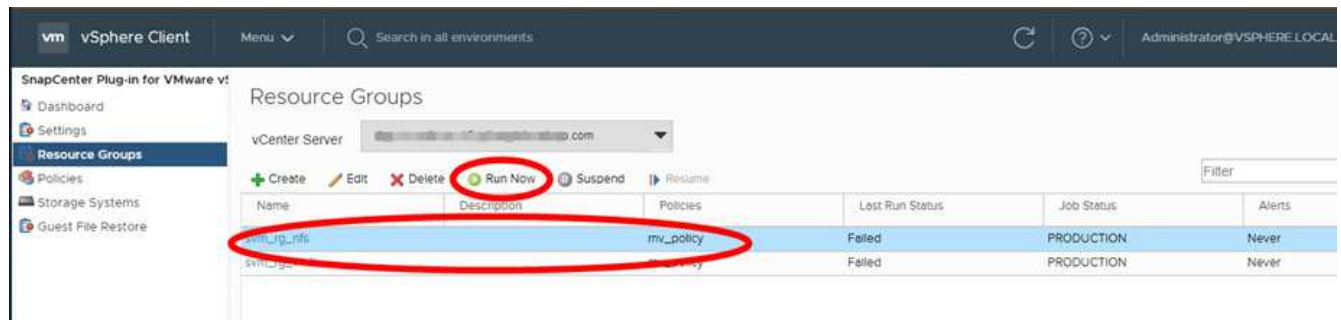 vm vSphere Client Menu Search in all environments Administrator@VSPHERE.LOCAL
SnapCenter Plug-in for VMware vS
Dashboard
Settings
Resource Groups
Policies
Storage Systems
Guest File Restore
Resource Groups
vCenter Server .com
Create Edit Delete Run Now Suspend Resume
Filter
Name Description Policies Last Run Status Job Status Alerts
svm_rg_nfs mv_policy Failed PRODUCTION Never
mv_policy Failed PRODUCTION Never